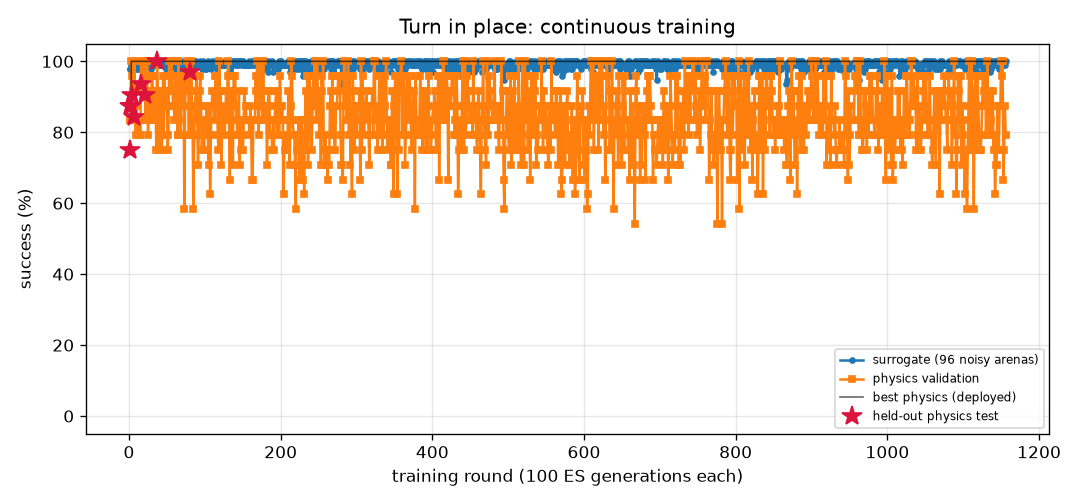 Turn in place: continuous training
success (%)
100
80
60
40
20
0
surrogate (96 noisy arenas)
physics validation
best physics (deployed)
held-out physics test
0 200 400 600 800 1000 1200
training round (100 ES generations each)